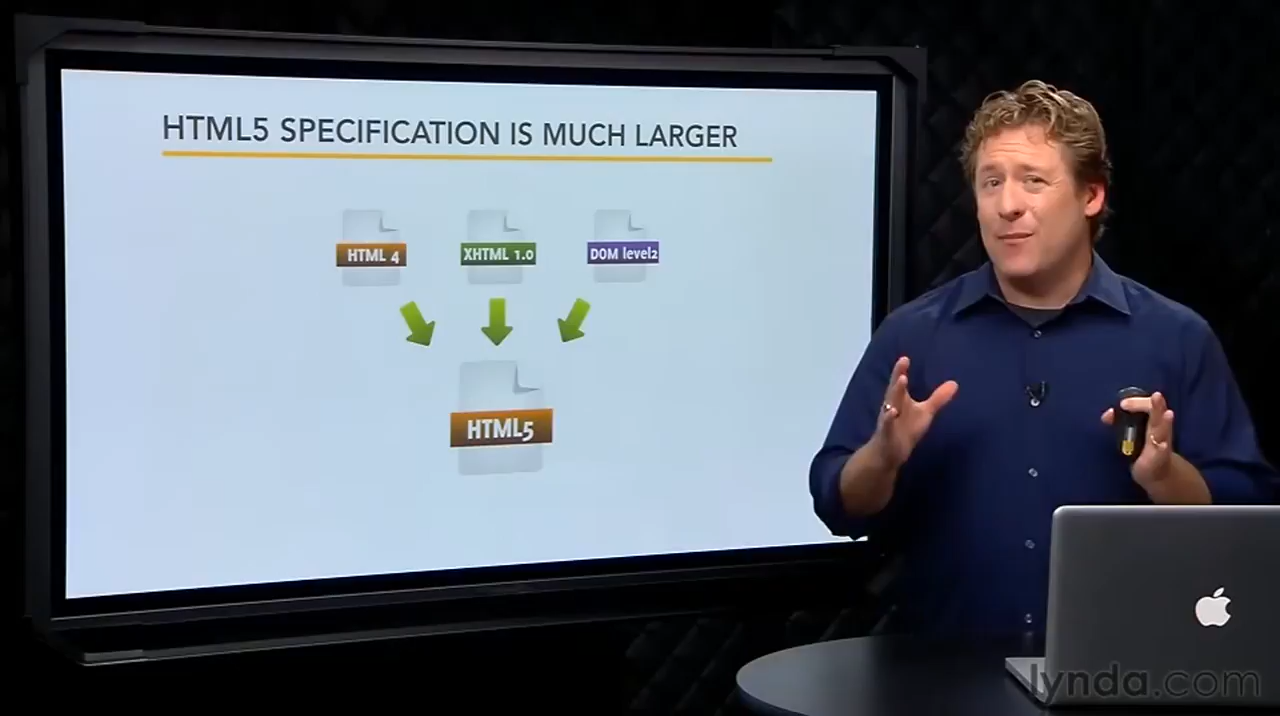 HTML5 SPECIFICATION IS MUCH LARGER
HTML 4
XHTML 1.0
DOM level2
HTML5
lynda.com